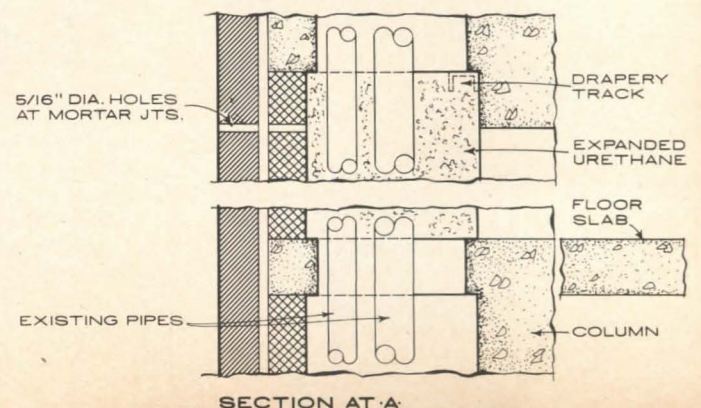 5/16" DIA. HOLES
AT MORTAR JTS.
DRAPERY
TRACK
EXPANDED
URETHANE
FLOOR
SLAB
EXISTING PIPES
COLUMN
SECTION AT ·A·